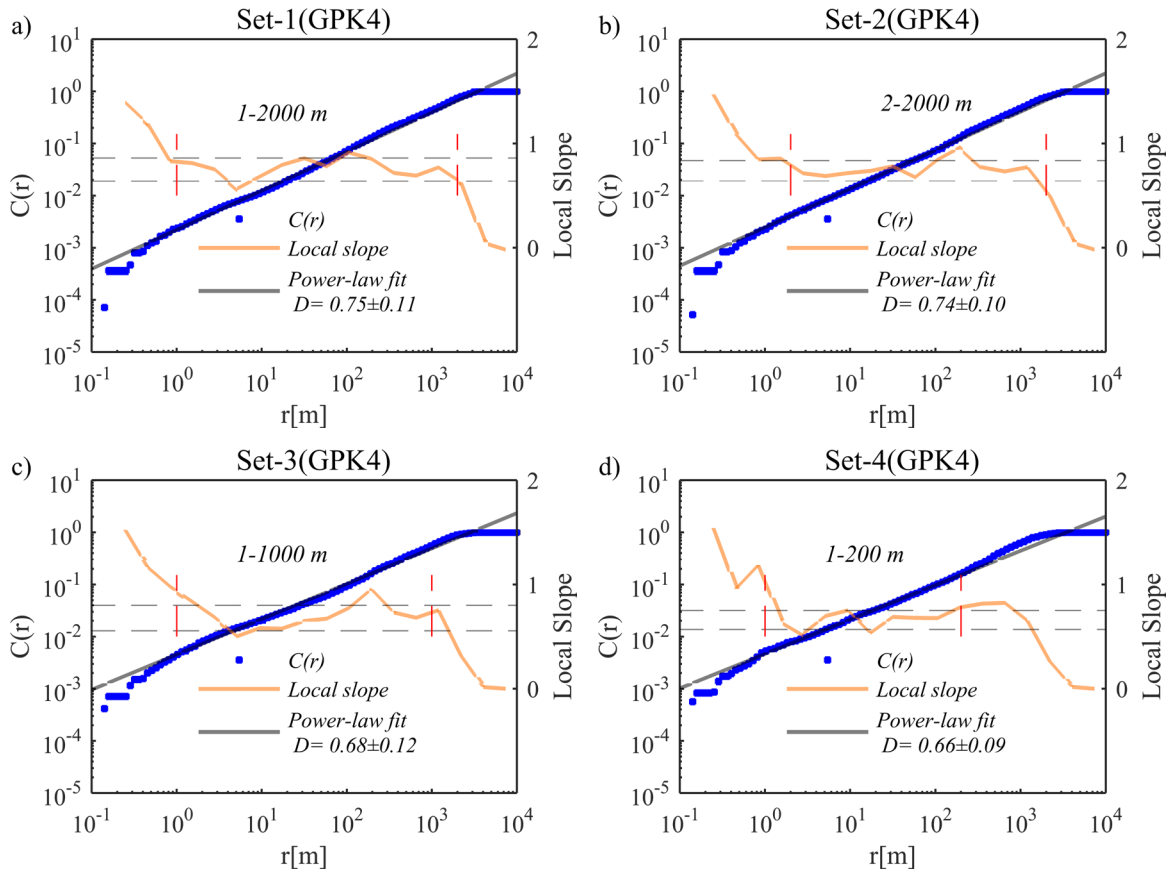 a)
Set-1(GPK4)
10^1
10^0
10^-1
10^-2
10^-3
10^-4
10^-5
C(r)
2
1
0
Local Slope
1-2000 m
C(r)
Local slope
Power-law fit
D= 0.75±0.11
10^-1 10^0 10^1 10^2 10^3 10^4
r[m]
b)
Set-2(GPK4)
10^1
10^0
10^-1
10^-2
10^-3
10^-4
10^-5
C(r)
2
1
0
Local Slope
2-2000 m
C(r)
Local slope
Power-law fit
D= 0.74±0.10
10^-1 10^0 10^1 10^2 10^3 10^4
r[m]
c)
Set-3(GPK4)
10^1
10^0
10^-1
10^-2
10^-3
10^-4
10^-5
C(r)
2
1
0
Local Slope
1-1000 m
C(r)
Local slope
Power-law fit
D= 0.68±0.12
10^-1 10^0 10^1 10^2 10^3 10^4
r[m]
d)
Set-4(GPK4)
10^1
10^0
10^-1
10^-2
10^-3
10^-4
10^-5
C(r)
2
1
0
Local Slope
1-200 m
C(r)
Local slope
Power-law fit
D= 0.66±0.09
10^-1 10^0 10^1 10^2 10^3 10^4
r[m]